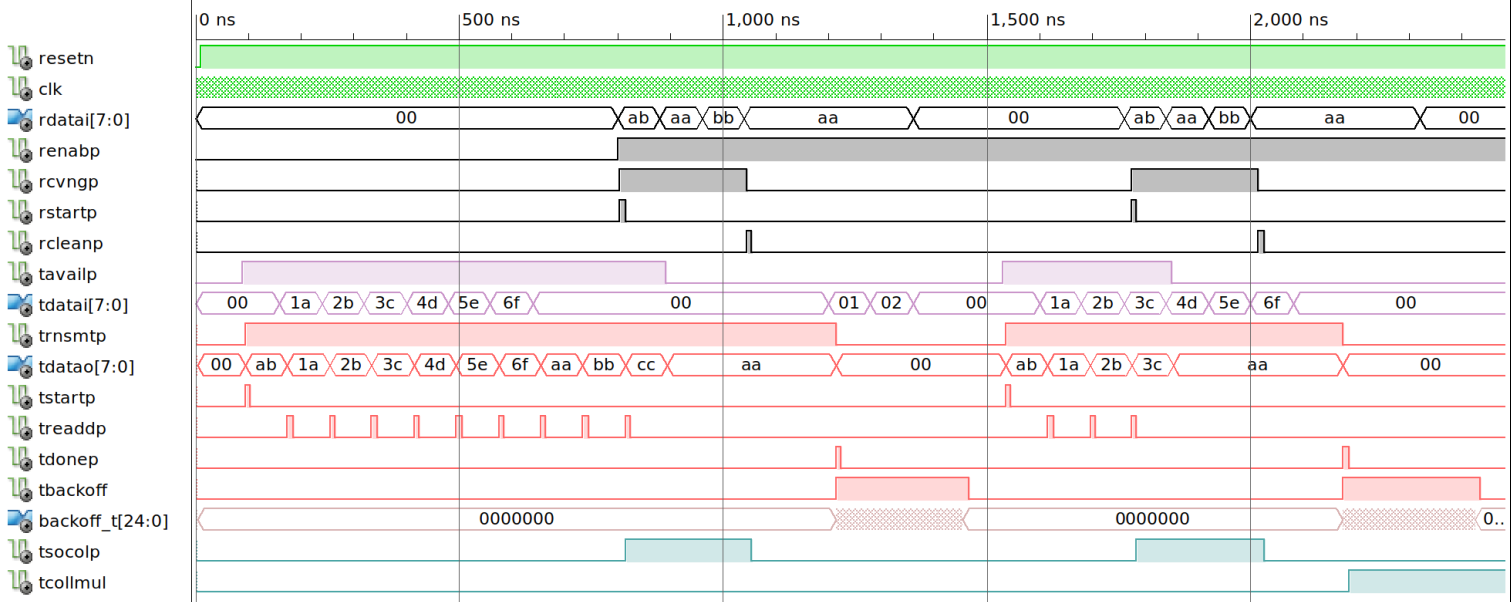 0 ns 500 ns 1,000 ns 1,500 ns 2,000 ns
resetn
clk
rdatai[7:0] 00 ab aa bb aa 00 ab aa bb aa 00
renabp
rcvngp
rstartp
rcleanp
tavailp
tdatai[7:0] 00 1a 2b 3c 4d 5e 6f 00 01 02 00 1a 2b 3c 4d 5e 6f 00
trnsmtp
tdatao[7:0] 00 ab 1a 2b 3c 4d 5e 6f aa bb cc aa 00 ab 1a 2b 3c aa 00
tstartp
treaddp
tdonep
tbackoff
backoff_t[24:0] 0000000 0000000 0..
tsocolp
tcollmul